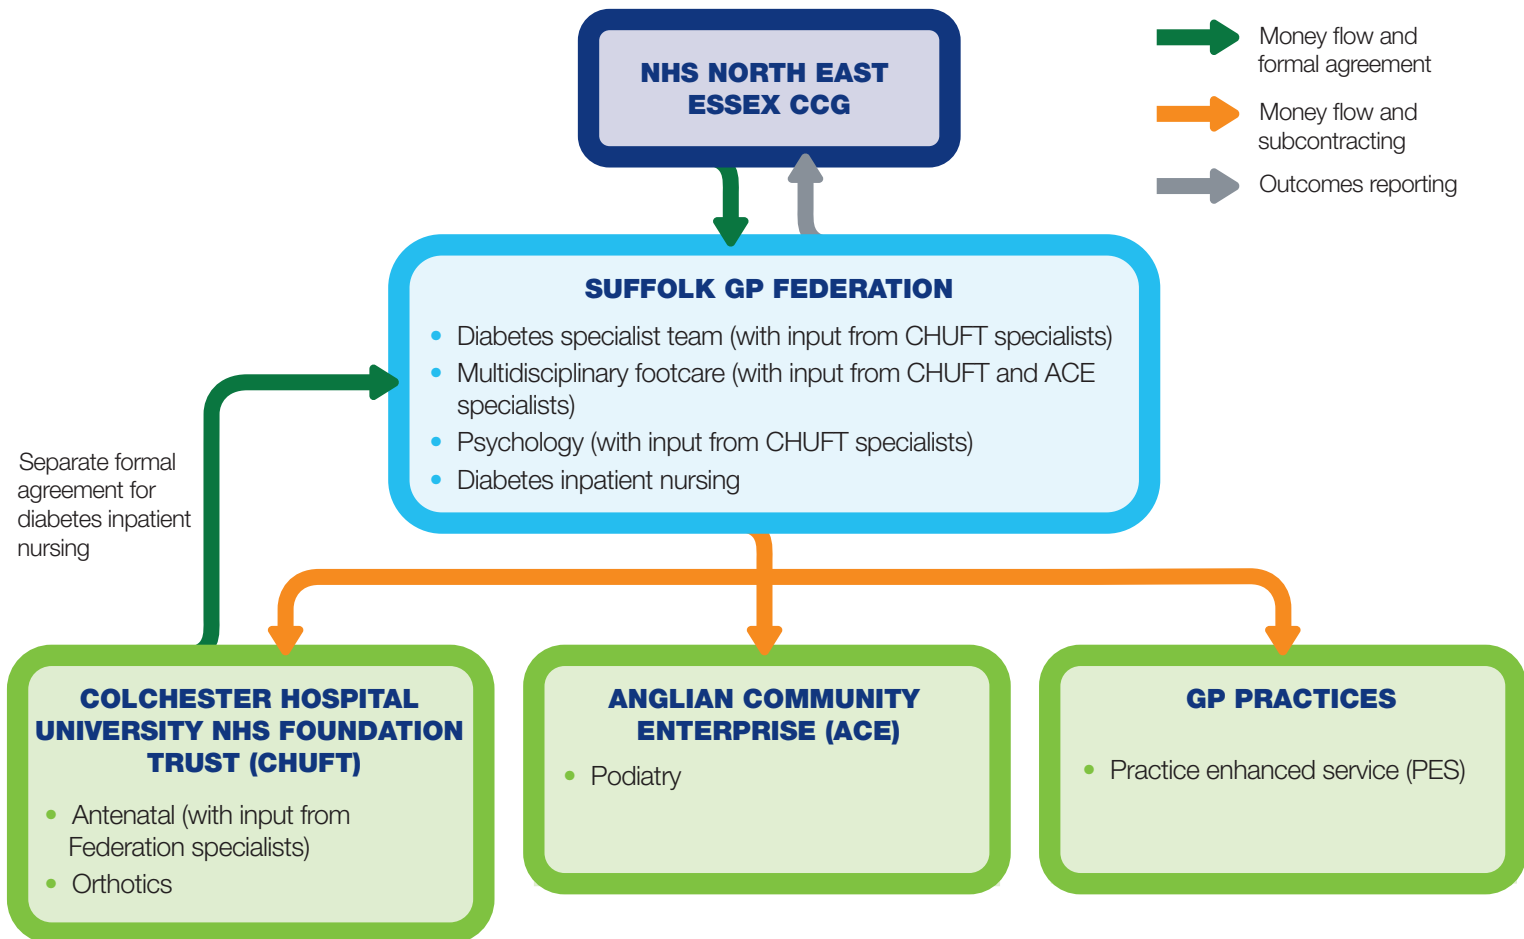 NHS NORTH EAST
ESSEX CCG
Money flow and
formal agreement
Money flow and
subcontracting
Outcomes reporting
SUFFOLK GP FEDERATION
• Diabetes specialist team (with input from CHUFT specialists)
• Multidisciplinary footcare (with input from CHUFT and ACE
specialists)
• Psychology (with input from CHUFT specialists)
• Diabetes inpatient nursing
Separate formal
agreement for
diabetes inpatient
nursing
COLCHESTER HOSPITAL
UNIVERSITY NHS FOUNDATION
TRUST (CHUFT)
• Antenatal (with input from
Federation specialists)
• Orthotics
ANGLIAN COMMUNITY
ENTERPRISE (ACE)
• Podiatry
GP PRACTICES
• Practice enhanced service (PES)